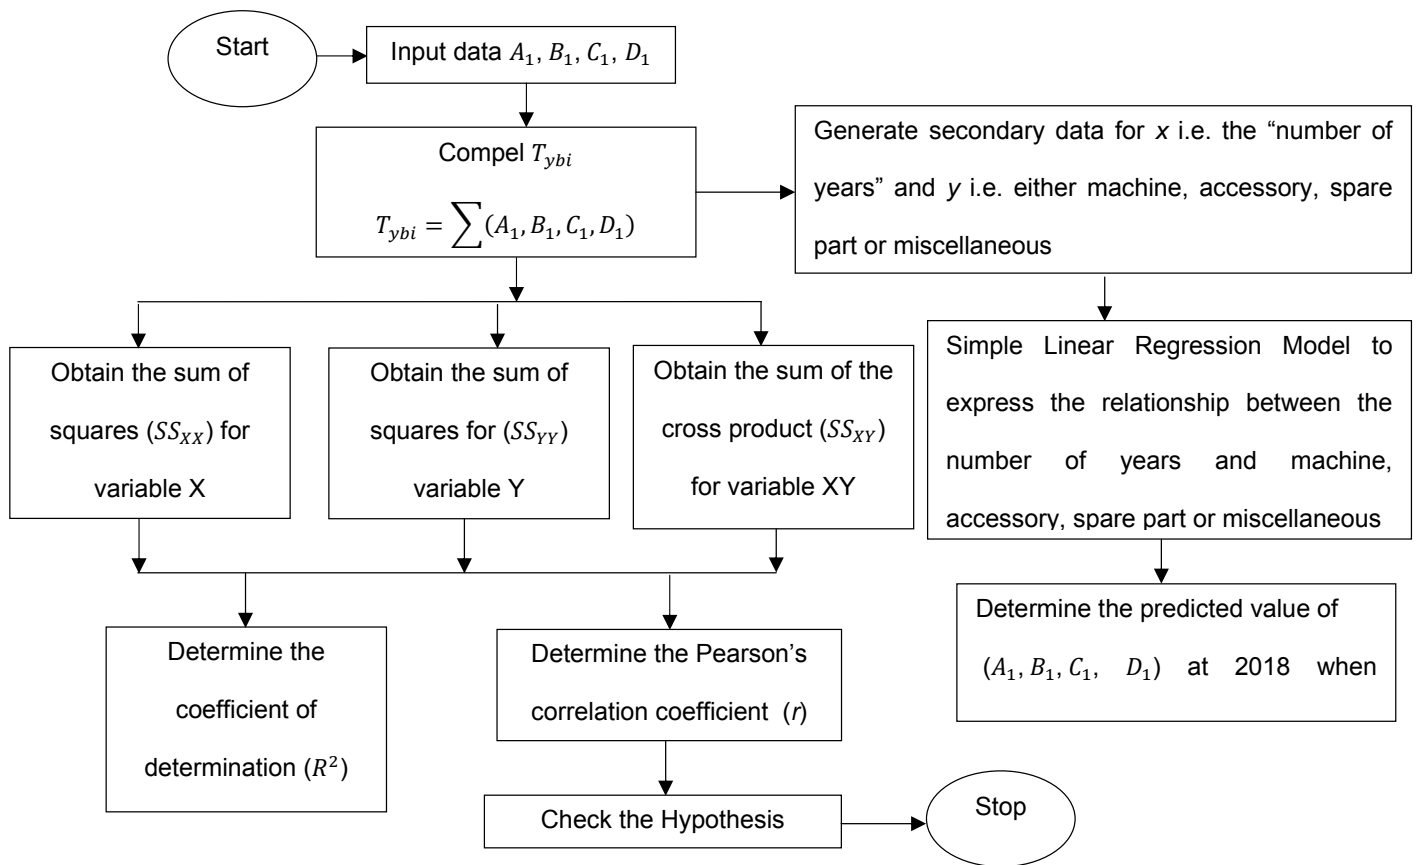 Start
Input data A₁, B₁, C₁, D₁
Compel T_ybi
T_ybi = ∑(A₁, B₁, C₁, D₁)
Generate secondary data for x i.e. the “number of
years” and y i.e. either machine, accessory, spare
part or miscellaneous
Obtain the sum of
squares (SS_XX) for
variable X
Obtain the sum of
squares for (SS_YY)
variable Y
Obtain the sum of the
cross product (SS_XY)
for variable XY
Simple Linear Regression Model to
express the relationship between the
number of years and machine,
accessory, spare part or miscellaneous
Determine the
coefficient of
determination (R²)
Determine the Pearson’s
correlation coefficient (r)
Determine the predicted value of
(A₁, B₁, C₁, D₁) at 2018 when
Check the Hypothesis
Stop